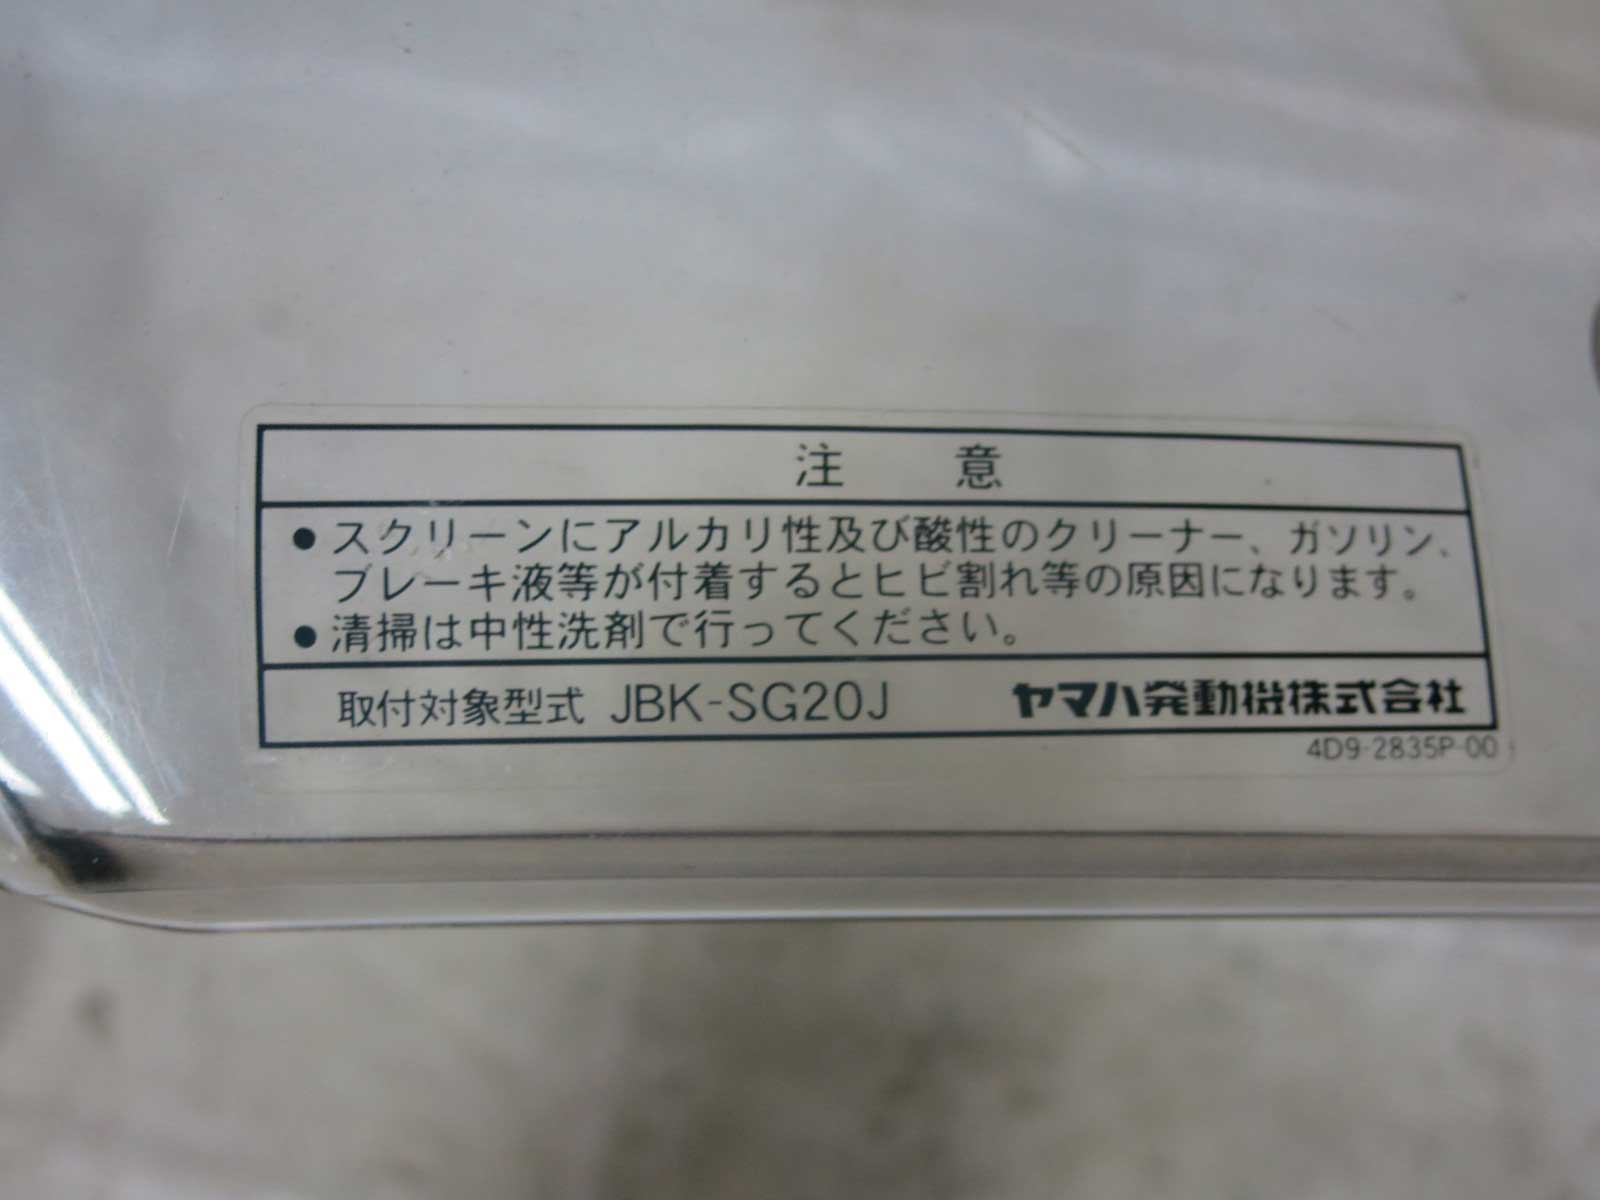 注 意
●スクリーンにアルカリ性及び酸性のクリーナー、ガソリン、
ブレーキ液等が付着するとヒビ割れ等の原因になります。
●清掃は中性洗剤で行ってください。
取付対象型式 JBK-SG20J ヤマハ発動機株式会社
4D9-2835P-00